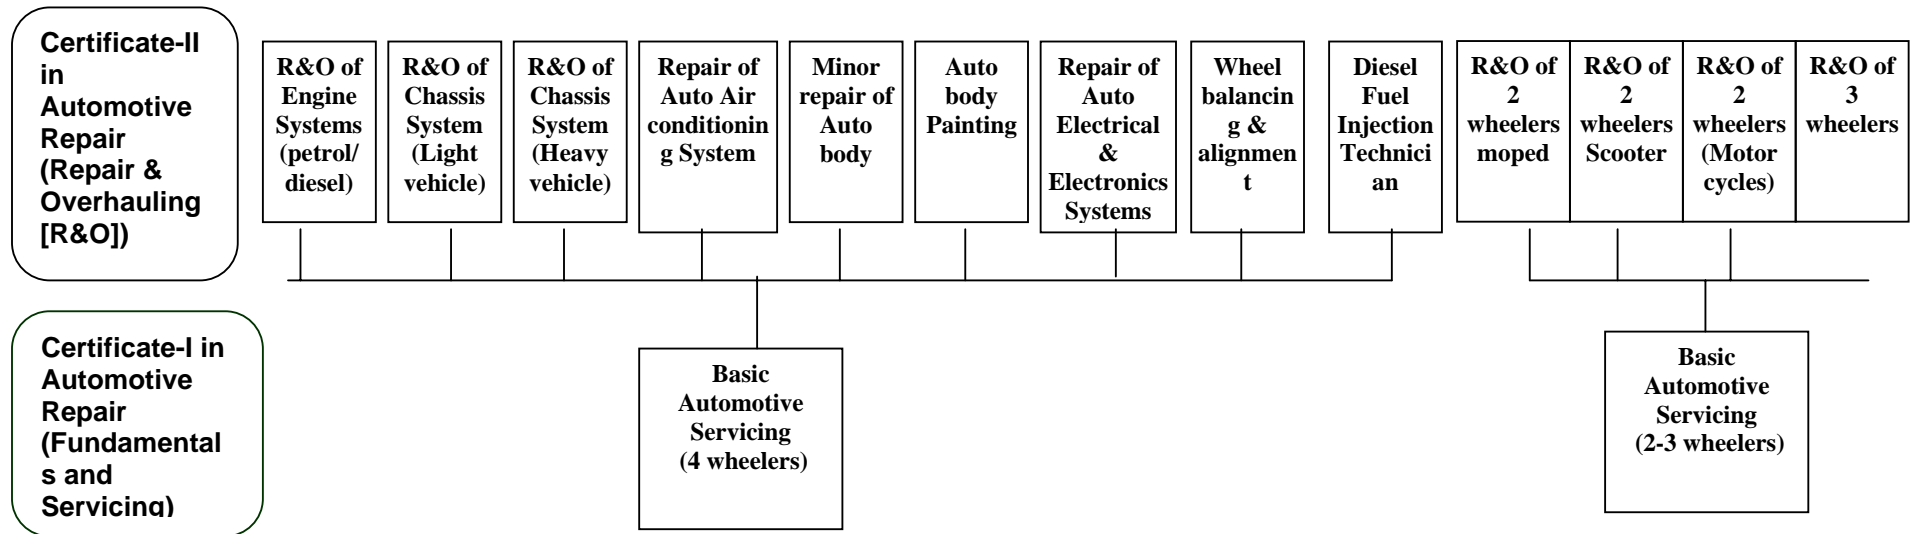 Certificate-II
in
Automotive
Repair
(Repair &
Overhauling
[R&O])
R&O of
Engine
Systems
(petrol/
diesel)
R&O of
Chassis
System
(Light
vehicle)
R&O of
Chassis
System
(Heavy
vehicle)
Repair of
Auto Air
conditionin
g System
Minor
repair of
Auto
body
Auto
body
Painting
Repair of
Auto
Electrical
&
Electronics
Systems
Wheel
balancin
g &
alignmen
t
Diesel
Fuel
Injection
Technici
an
R&O of
2
wheelers
moped
R&O of
2
wheelers
Scooter
R&O of
2
wheelers
(Motor
cycles)
R&O of
3
wheelers
Certificate-I in
Automotive
Repair
(Fundamental
s and
Servicing)
Basic
Automotive
Servicing
(4 wheelers)
Basic
Automotive
Servicing
(2-3 wheelers)